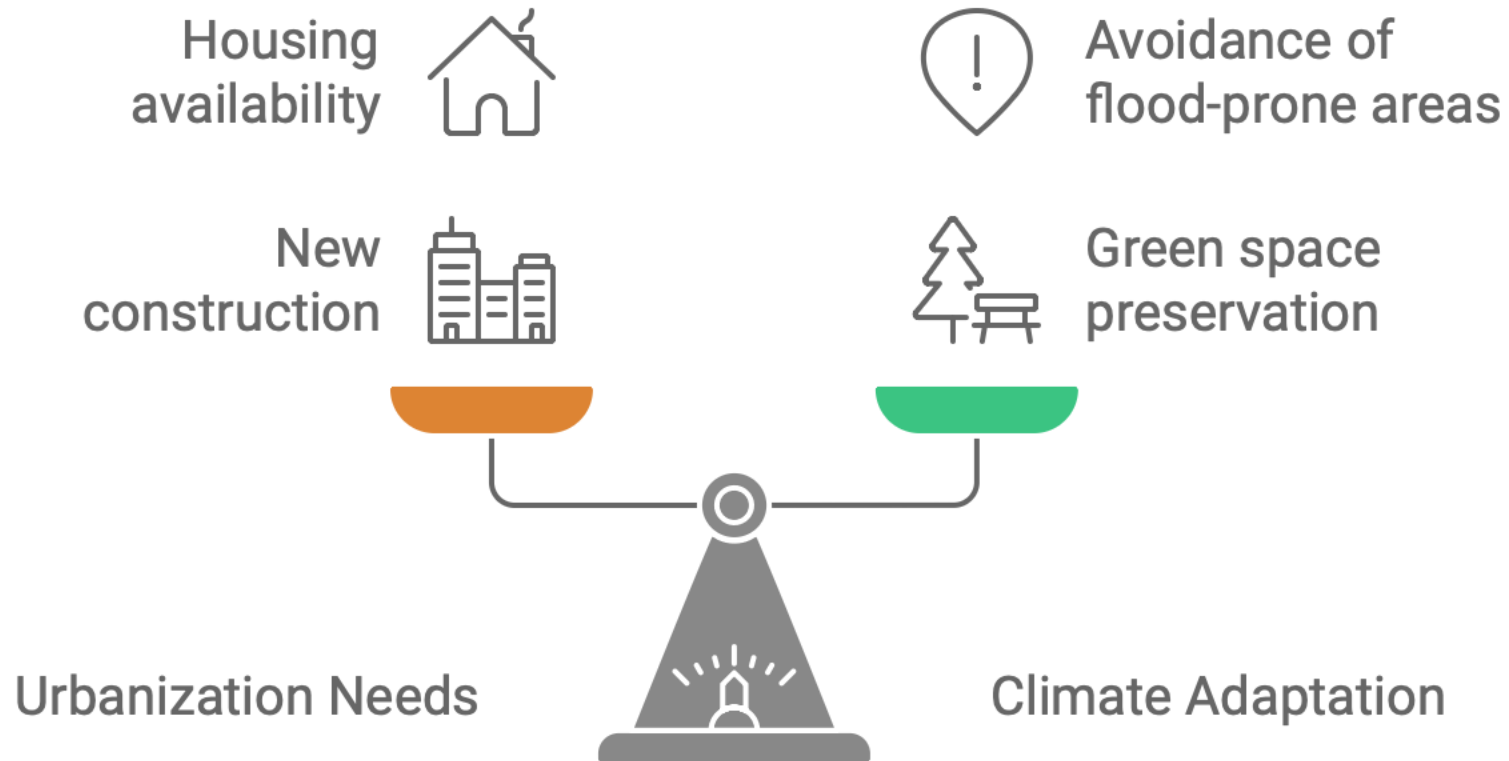 Housing
availability
Avoidance of
flood-prone areas
New
construction
Green space
preservation
Urbanization Needs
Climate Adaptation